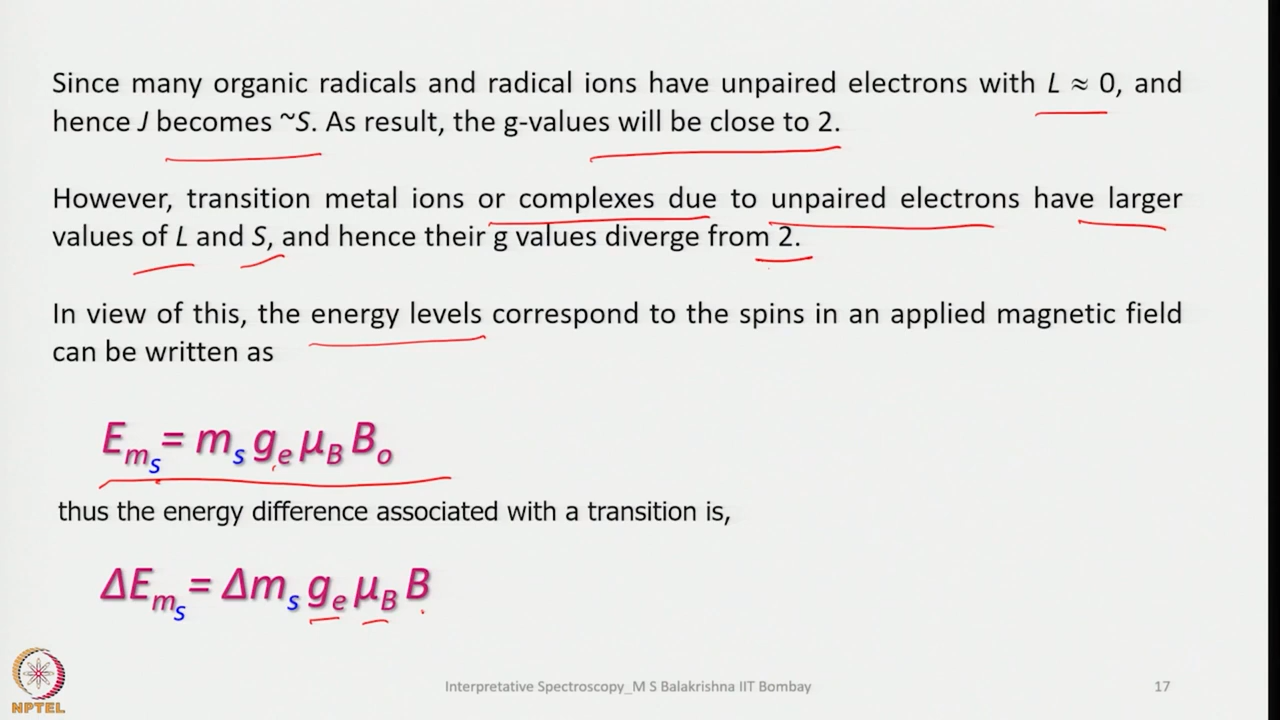 Since many organic radicals and radical ions have unpaired electrons with L ≈ 0, and
hence J becomes ~S. As result, the g-values will be close to 2.
However, transition metal ions or complexes due to unpaired electrons have larger
values of L and S, and hence their g values diverge from 2.
In view of this, the energy levels correspond to the spins in an applied magnetic field
can be written as
E_{m_s} = m_s g_e μ_B B_o
thus the energy difference associated with a transition is,
ΔE_{m_s} = Δm_s g_e μ_B B
NPTEL
Interpretative Spectroscopy_M S Balakrishna IIT Bombay
17